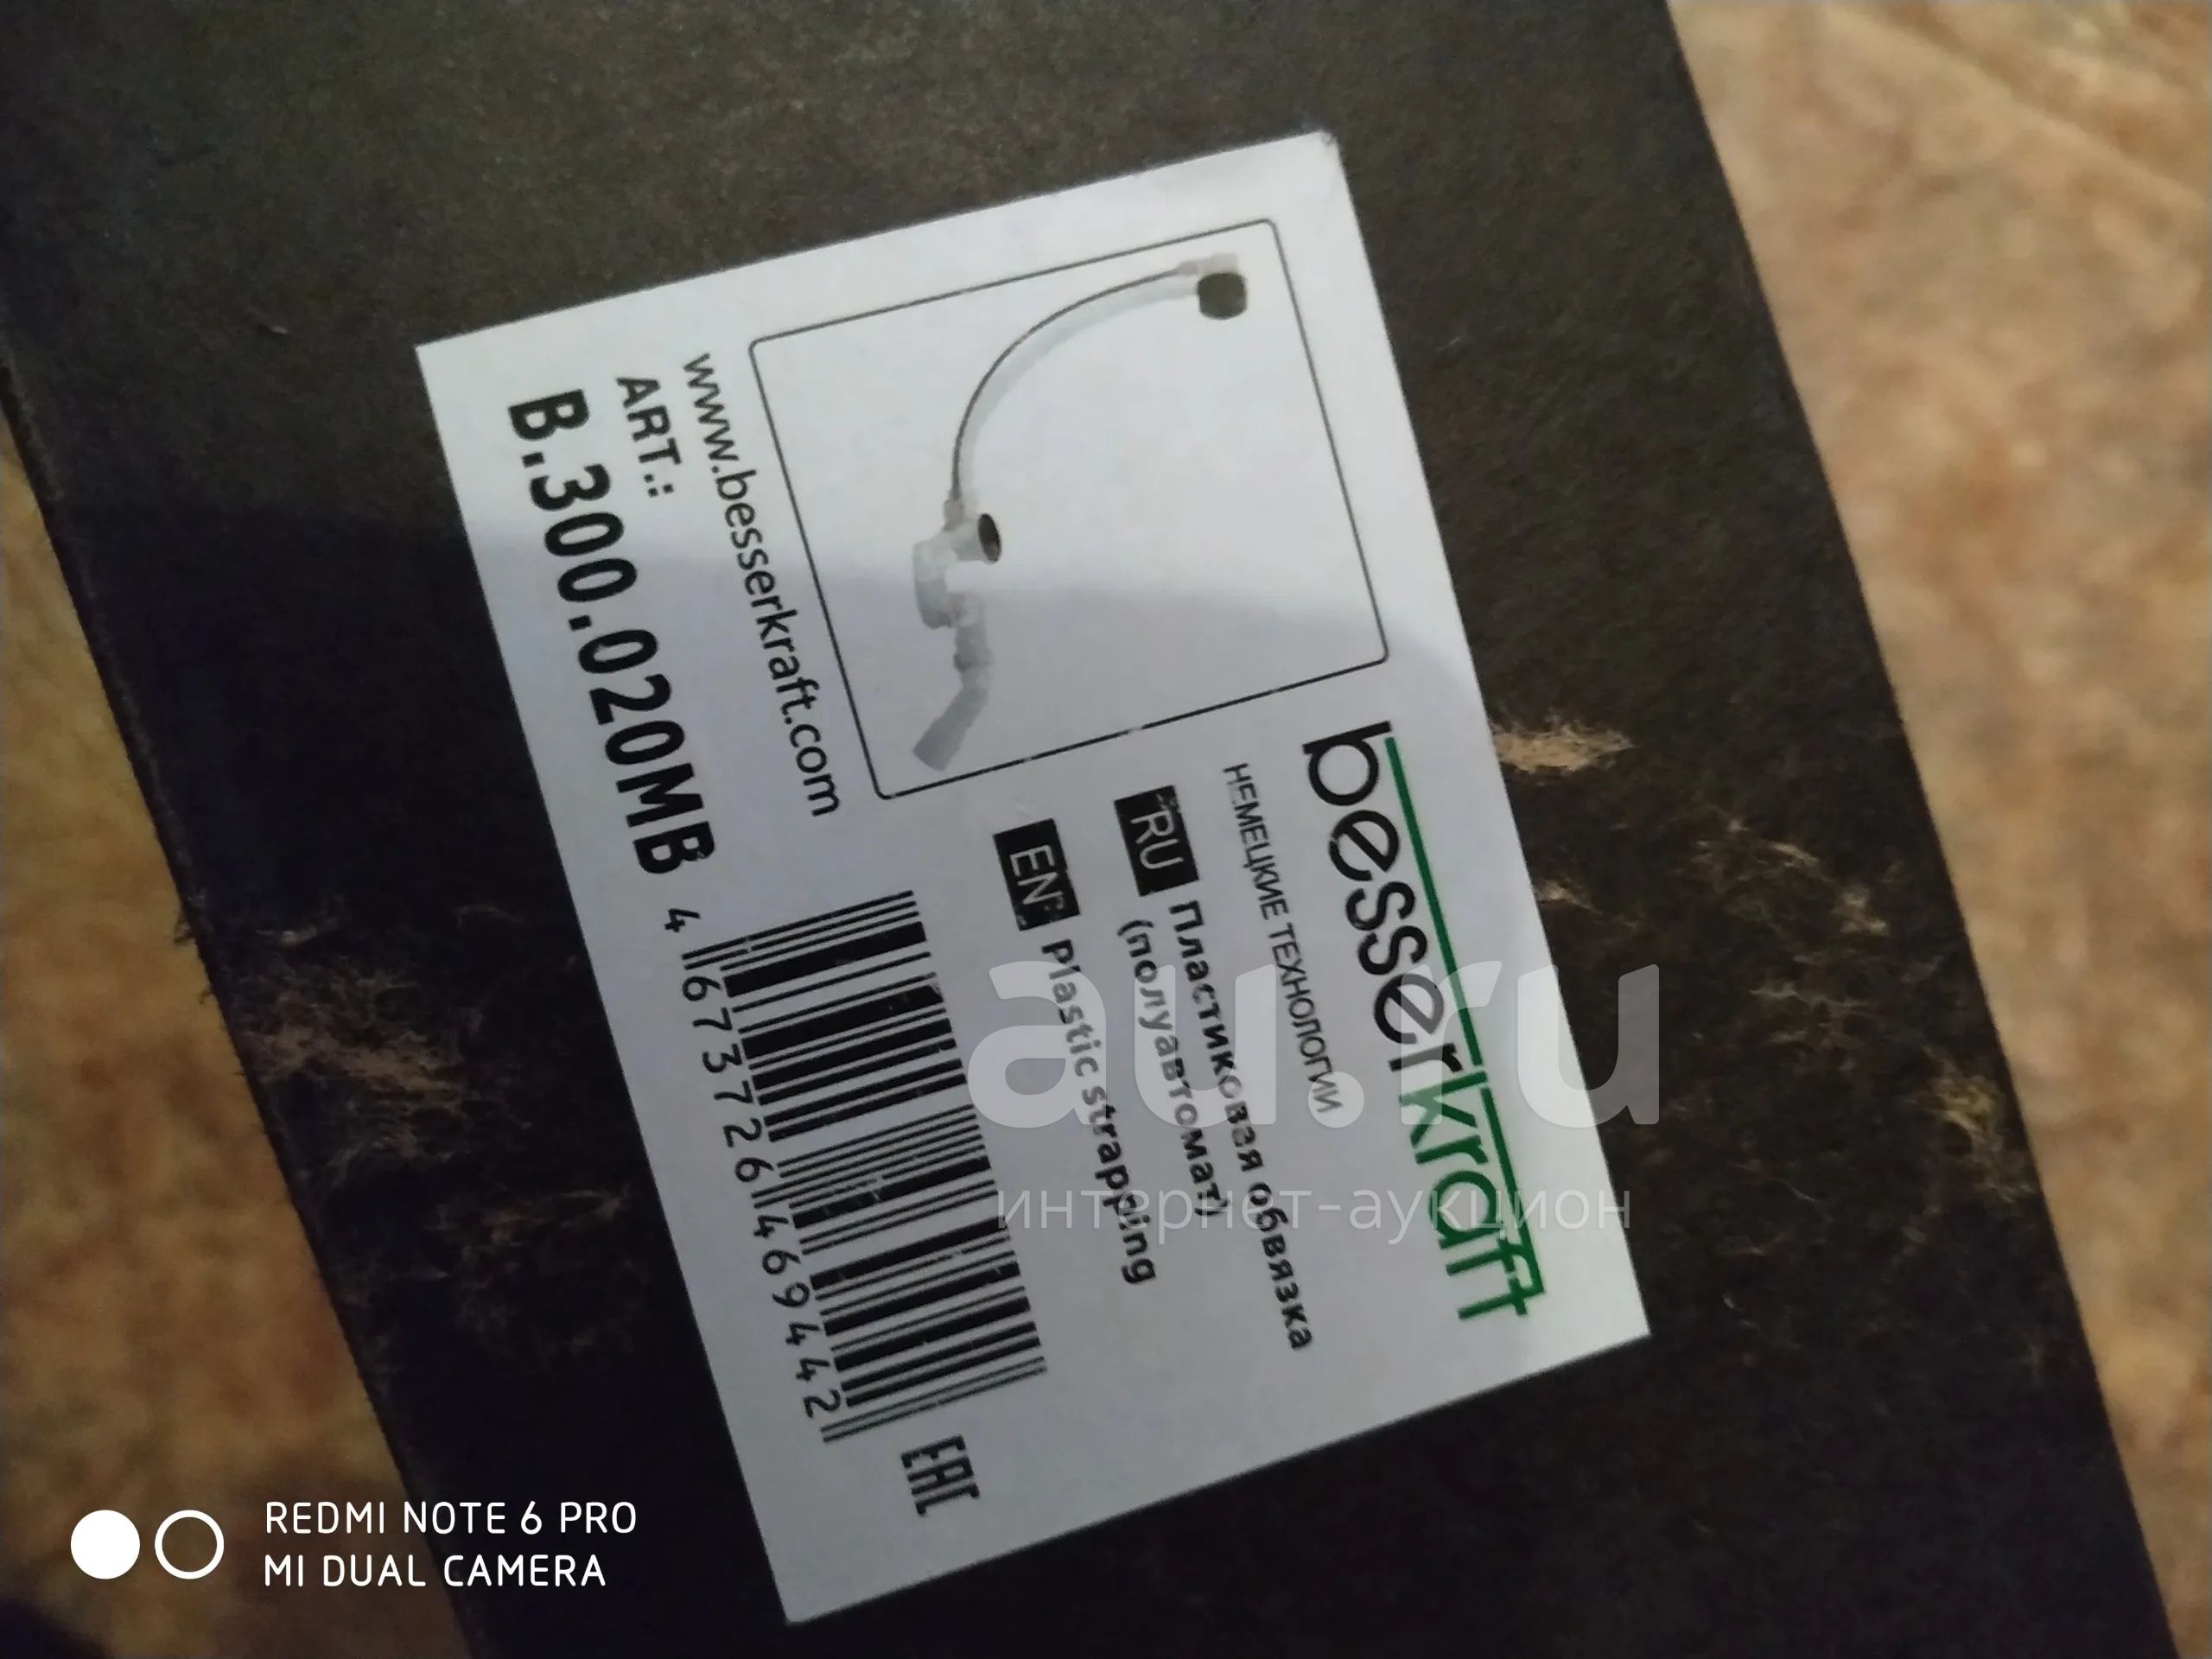 besserkraft
НЕМЕЦКИЕ ТЕХНОЛОГИИ
RU Пластиковая обвязка
(полуавтомат)
EN Plastic strapping
www.besserkraft.com
ART.:
B.300.020MB
4 673726 469442
EAC
au.ru
интернет-аукцион
REDMI NOTE 6 PRO
MI DUAL CAMERA